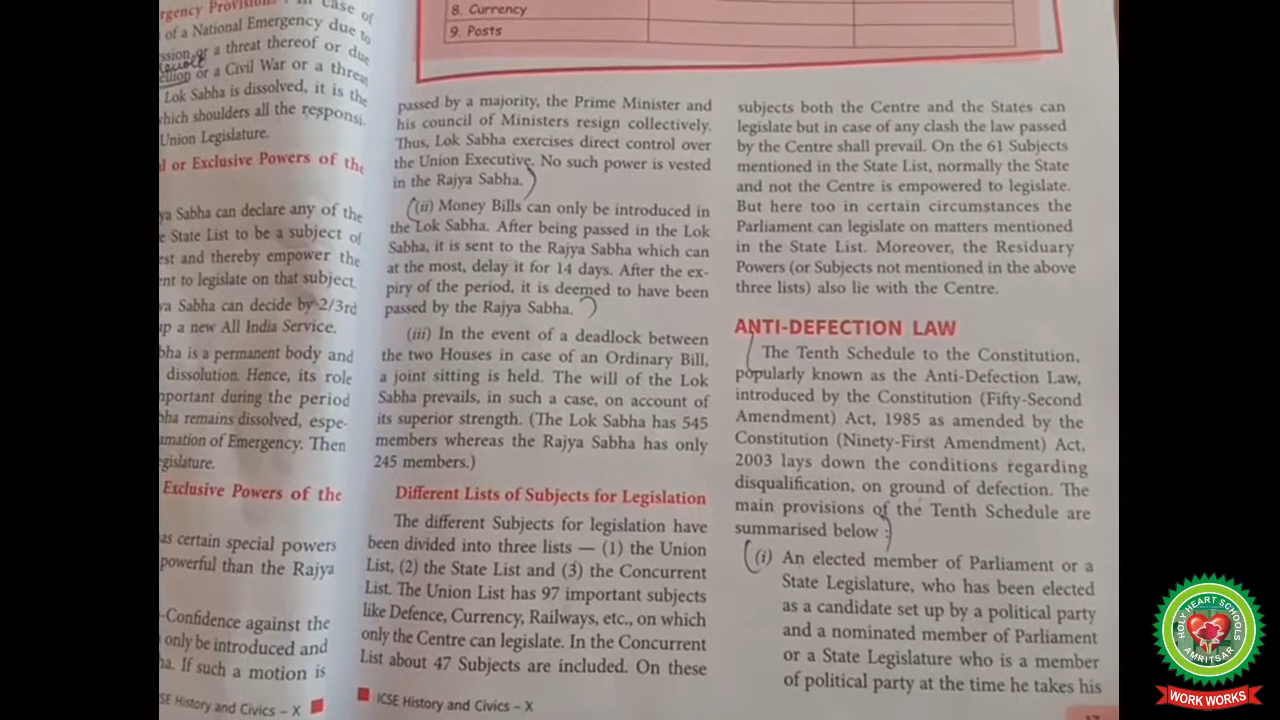 rgency Provisions : In case of
of a National Emergency due to
ssion or a threat thereof or due
ellion or a Civil War or a threat
Lok Sabha is dissolved, it is the
which shoulders all the responsi-
Union Legislature.
l or Exclusive Powers of the
ya Sabha can declare any of the
e State List to be a subject of
est and thereby empower the
ent to legislate on that subject.
ya Sabha can decide by 2/3rd
up a new All India Service.
bha is a permanent body and
dissolution. Hence, its role
mportant during the period
bha remains dissolved, espe-
amation of Emergency. Then
egislature.
Exclusive Powers of the
as certain special powers
powerful than the Rajya
-Confidence against the
only be introduced and
ha. If such a motion is
SE History and Civics – X
8. Currency
9. Posts
passed by a majority, the Prime Minister and
his council of Ministers resign collectively.
Thus, Lok Sabha exercises direct control over
the Union Executive. No such power is vested
in the Rajya Sabha.
(ii) Money Bills can only be introduced in
the Lok Sabha. After being passed in the Lok
Sabha, it is sent to the Rajya Sabha which can
at the most, delay it for 14 days. After the ex-
piry of the period, it is deemed to have been
passed by the Rajya Sabha.
(iii) In the event of a deadlock between
the two Houses in case of an Ordinary Bill,
a joint sitting is held. The will of the Lok
Sabha prevails, in such a case, on account of
its superior strength. (The Lok Sabha has 545
members whereas the Rajya Sabha has only
245 members.)
Different Lists of Subjects for Legislation
The different Subjects for legislation have
been divided into three lists — (1) the Union
List, (2) the State List and (3) the Concurrent
List. The Union List has 97 important subjects
like Defence, Currency, Railways, etc., on which
only the Centre can legislate. In the Concurrent
List about 47 Subjects are included. On these
ICSE History and Civics – X
subjects both the Centre and the States can
legislate but in case of any clash the law passed
by the Centre shall prevail. On the 61 Subjects
mentioned in the State List, normally the State
and not the Centre is empowered to legislate.
But here too in certain circumstances the
Parliament can legislate on matters mentioned
in the State List. Moreover, the Residuary
Powers (or Subjects not mentioned in the above
three lists) also lie with the Centre.
ANTI-DEFECTION LAW
The Tenth Schedule to the Constitution,
popularly known as the Anti-Defection Law,
introduced by the Constitution (Fifty-Second
Amendment) Act, 1985 as amended by the
Constitution (Ninety-First Amendment) Act,
2003 lays down the conditions regarding
disqualification, on ground of defection. The
main provisions of the Tenth Schedule are
summarised below :
(i) An elected member of Parliament or a
State Legislature, who has been elected
as a candidate set up by a political party
and a nominated member of Parliament
or a State Legislature who is a member
of political party at the time he takes his
HOLY HEART SCHOOLS
AMRITSAR
WORK WORKS